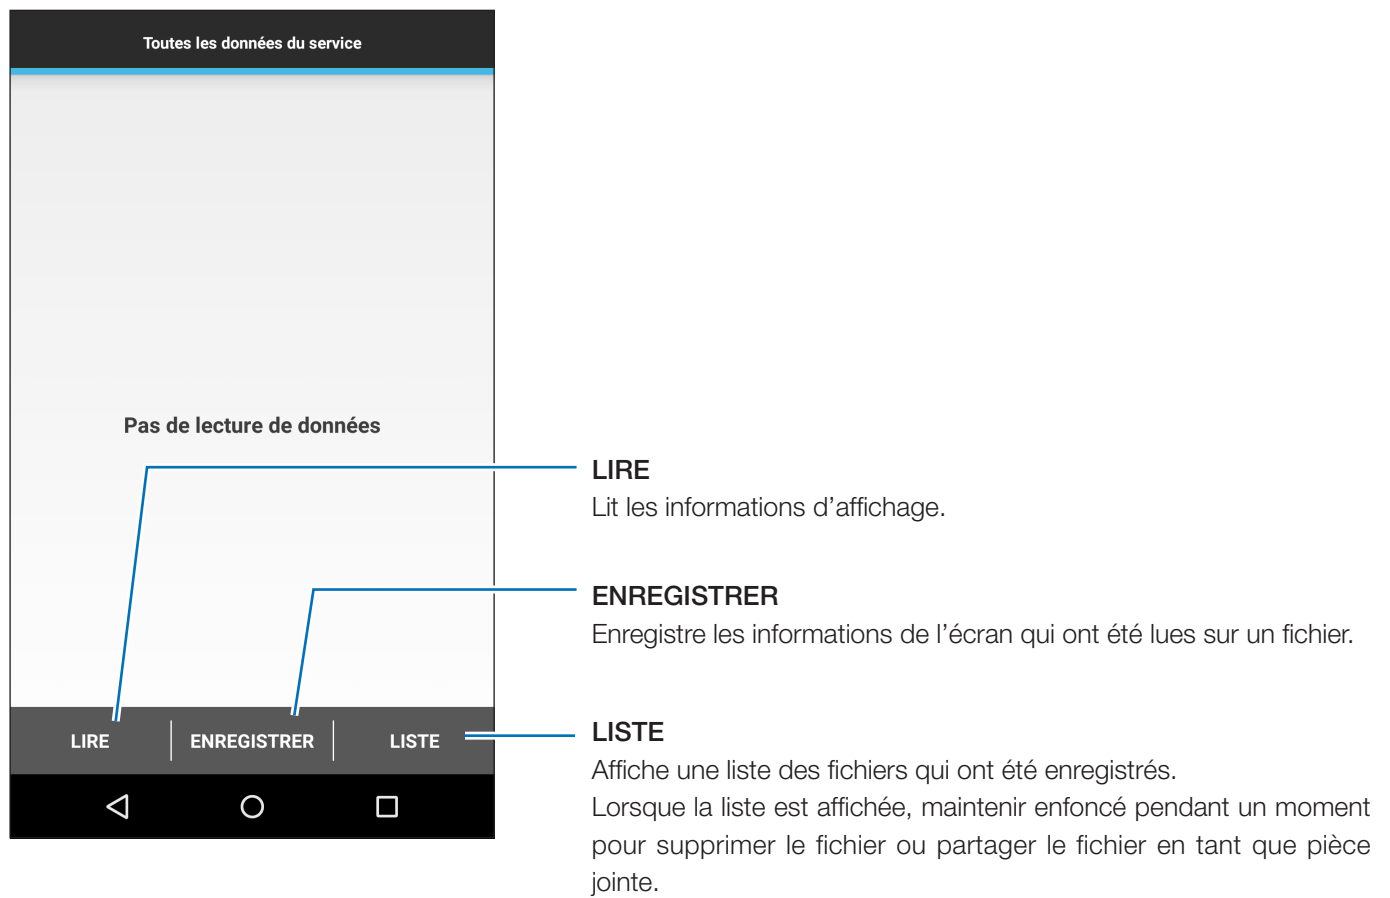 Toutes les données du service
Pas de lecture de données
LIRE
Lit les informations d’affichage.
ENREGISTRER
Enregistre les informations de l’écran qui ont été lues sur un fichier.
LIRE
ENREGISTRER
LISTE
LISTE
Affiche une liste des fichiers qui ont été enregistrés.
Lorsque la liste est affichée, maintenir enfoncé pendant un moment
pour supprimer le fichier ou partager le fichier en tant que pièce
jointe.